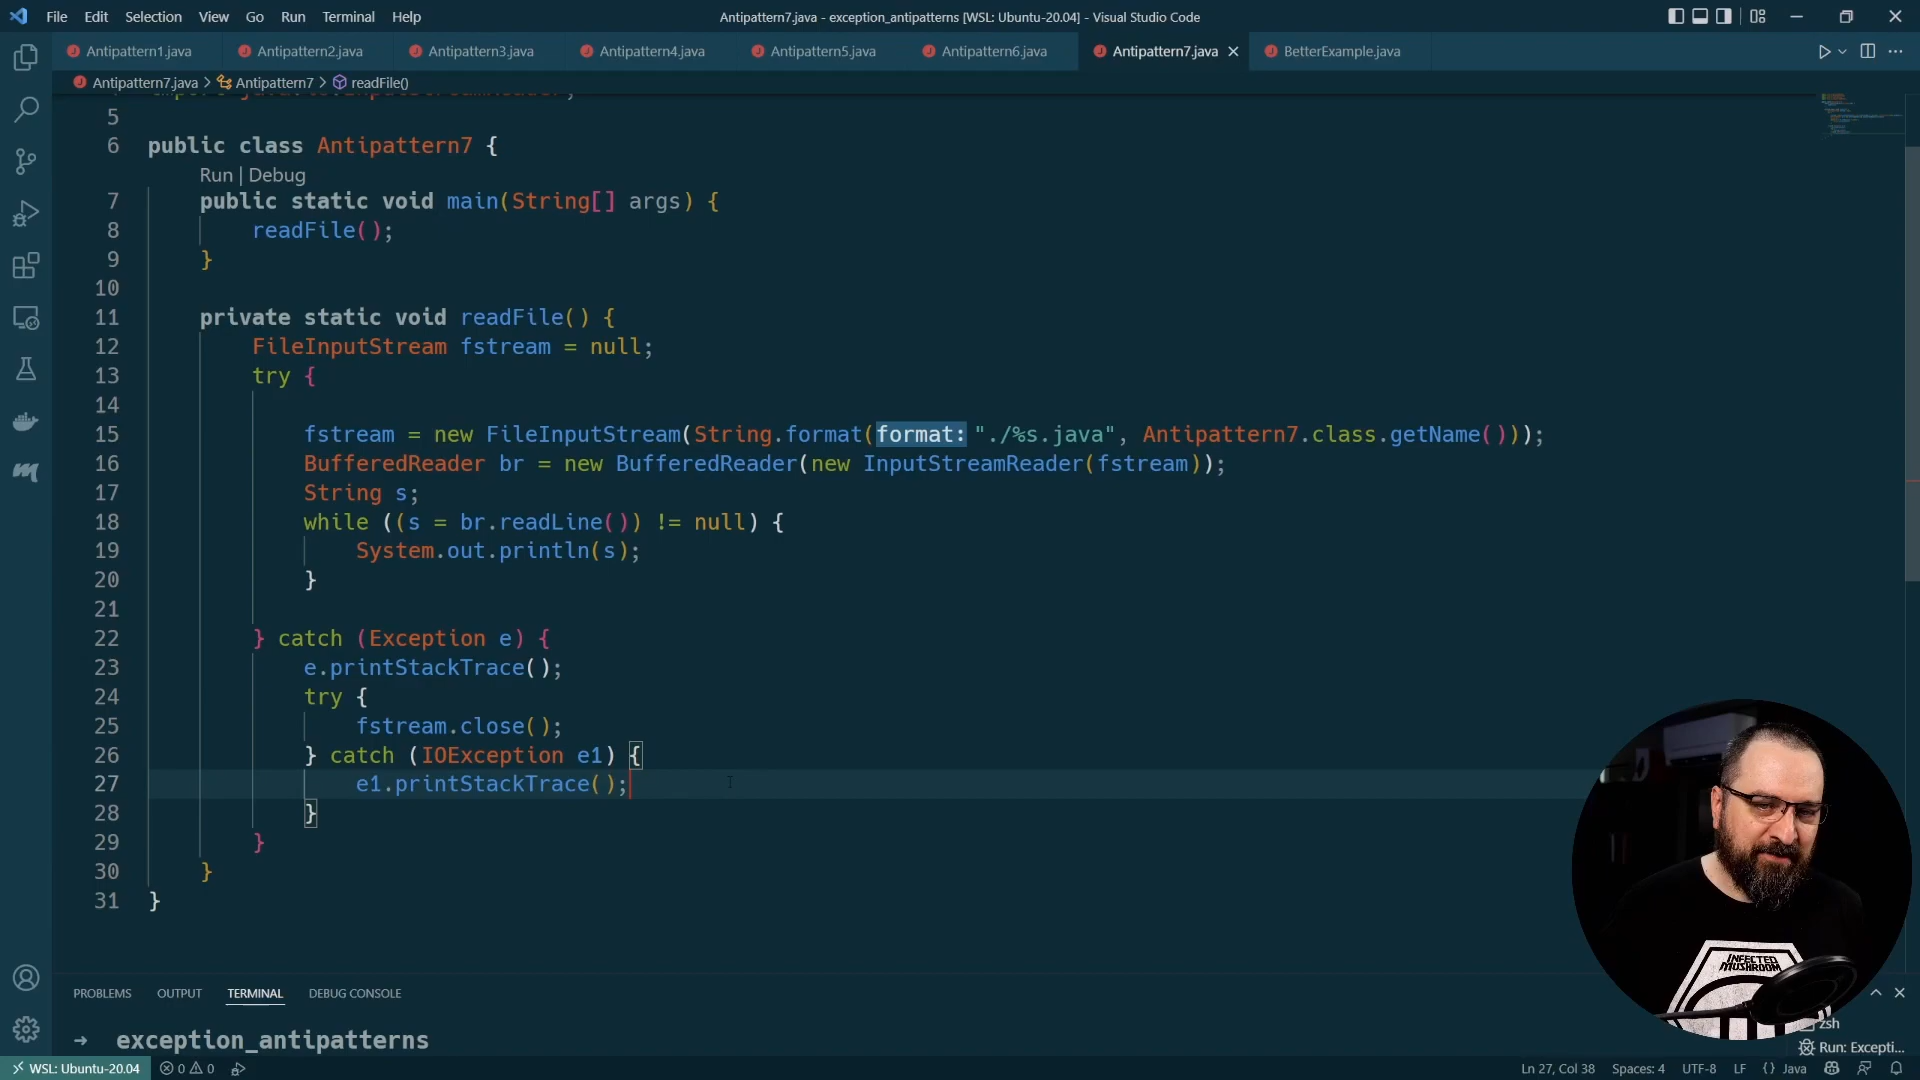 File Edit Selection View Go Run Terminal Help
Antipattern7.java - exception_antipatterns [WSL: Ubuntu-20.04] - Visual Studio Code
Antipattern1.java Antipattern2.java Antipattern3.java Antipattern4.java Antipattern5.java Antipattern6.java Antipattern7.java BetterExample.java
Antipattern7.java > Antipattern7 > readFile()
5
6 public class Antipattern7 {
Run | Debug
7 public static void main(String[] args) {
8 readFile();
9 }
10
11 private static void readFile() {
12 FileInputStream fstream = null;
13 try {
14
15 fstream = new FileInputStream(String.format(format: "./%s.java", Antipattern7.class.getName()));
16 BufferedReader br = new BufferedReader(new InputStreamReader(fstream));
17 String s;
18 while ((s = br.readLine()) != null) {
19 System.out.println(s);
20 }
21
22 } catch (Exception e) {
23 e.printStackTrace();
24 try {
25 fstream.close();
26 } catch (IOException e1) {
27 e1.printStackTrace();
28 }
29 }
30 }
31 }
INFECTED
MUSHROOM
PROBLEMS OUTPUT TERMINAL DEBUG CONSOLE
zsh
→ exception_antipatterns
Run: Excepti...
WSL: Ubuntu-20.04 0 0 Ln 27, Col 38 Spaces: 4 UTF-8 LF {} Java